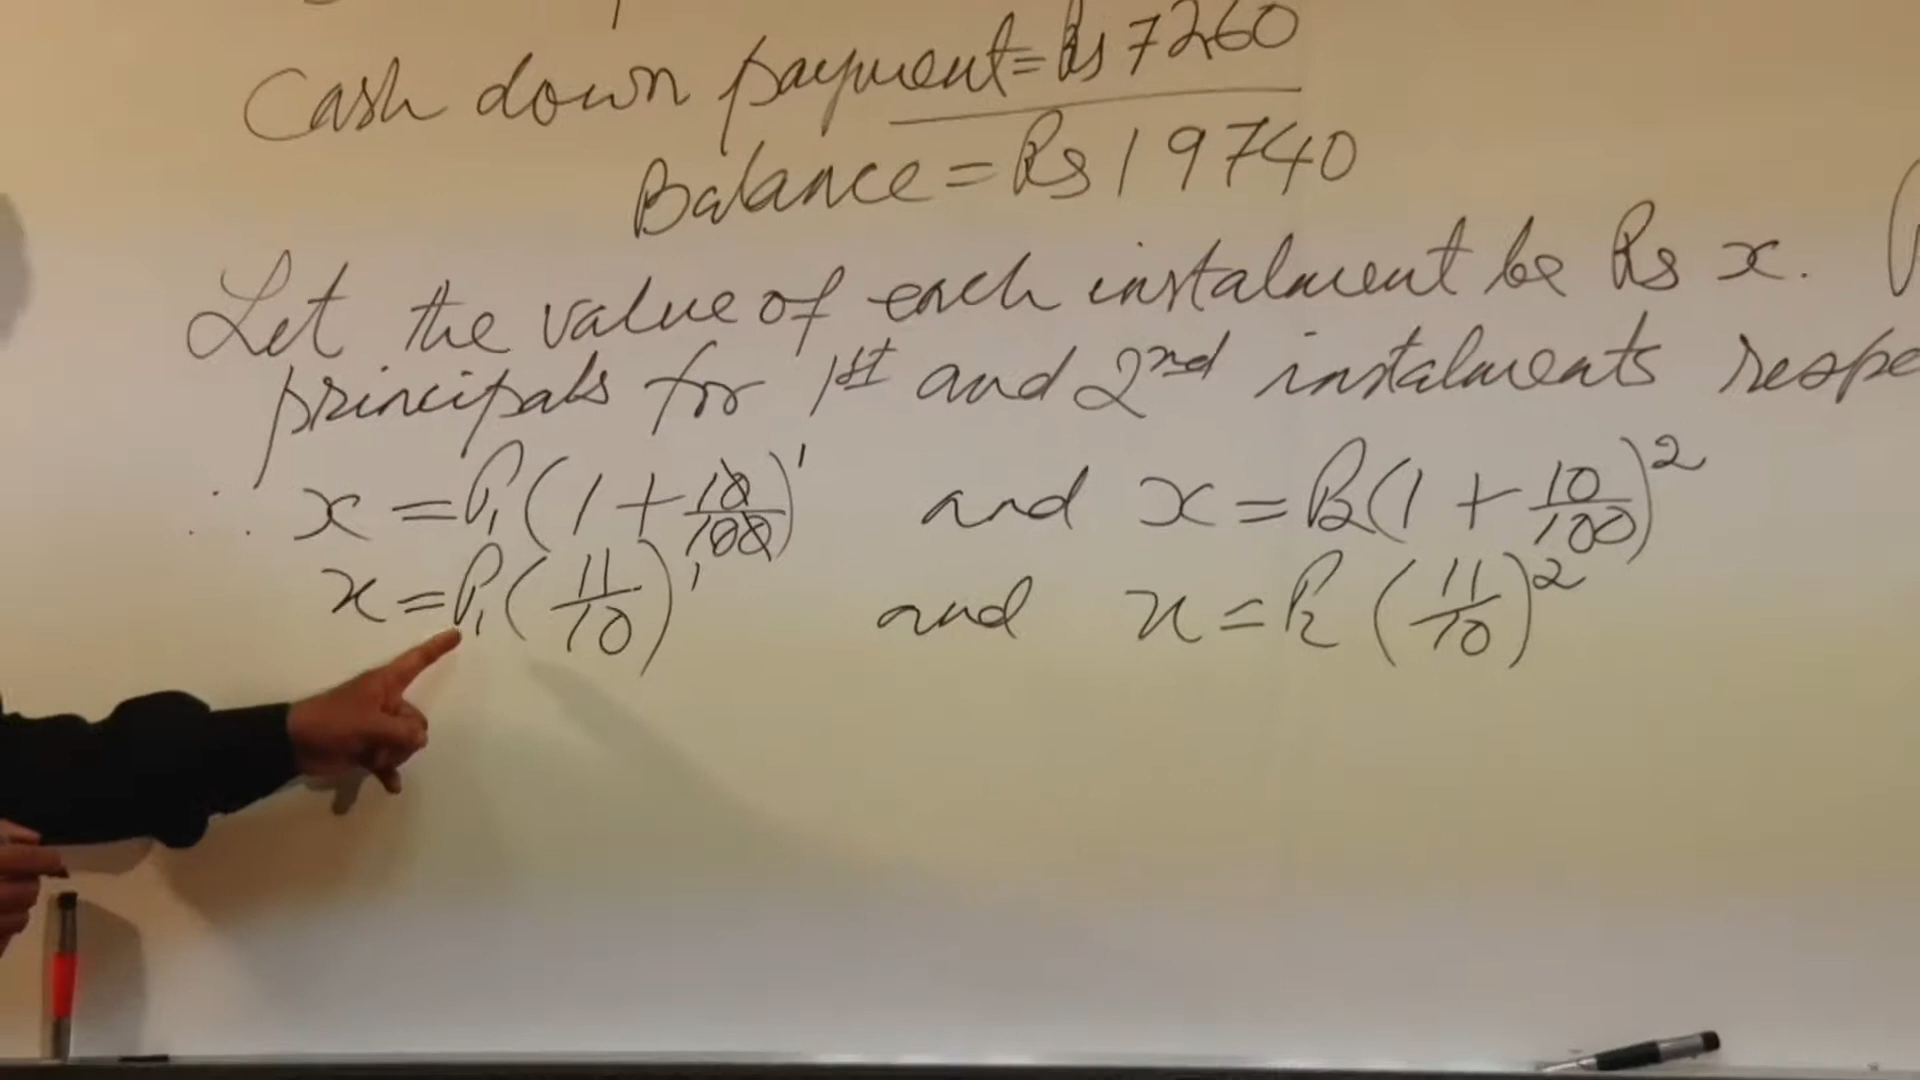 Cash down payment = Rs 7260
Balance = Rs 19740
Let the value of each instalment be Rs x.
principals for 1st and 2nd instalments respe
∴ x = P₁(1 + 10/100)¹ and x = P₂(1 + 10/100)²
x = P₁(11/10)¹ and x = P₂(11/10)²